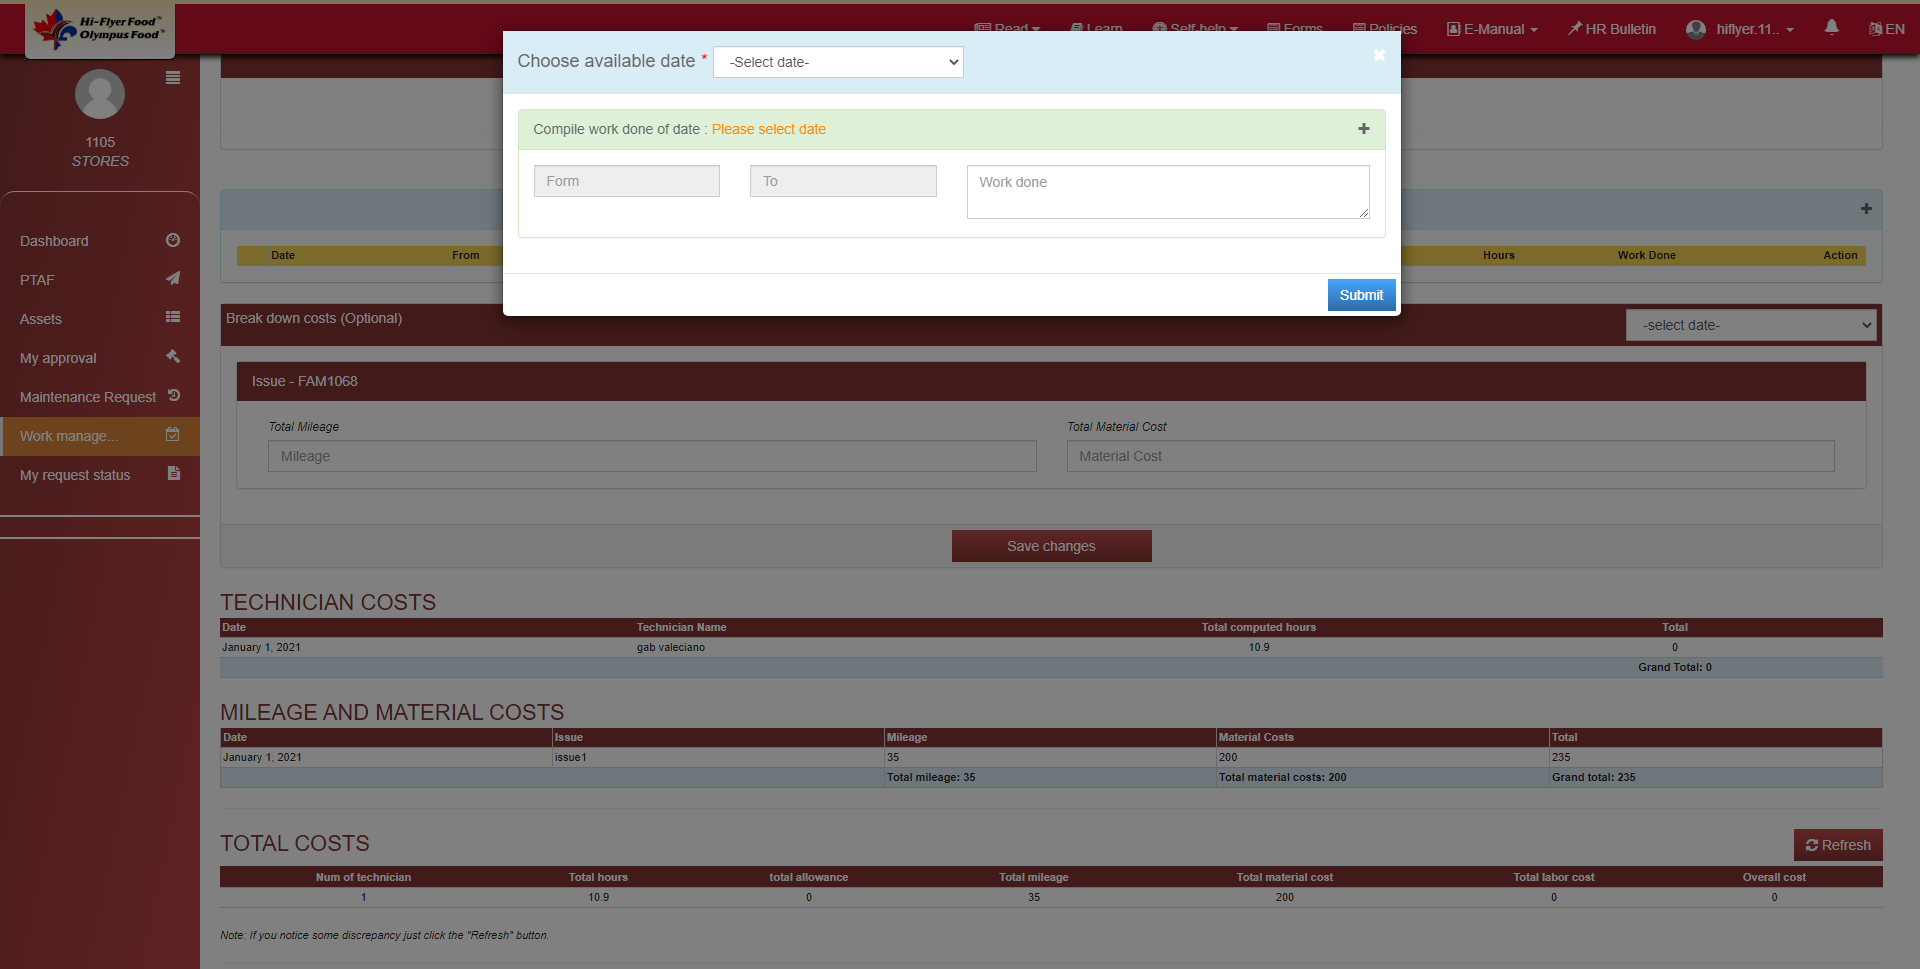 Hi-Flyer Food™
Olympus Food™
Read
Learn
Self-help
Forms
Policies
E-Manual
HR Bulletin
hiflyer.11..
EN
1105
STORES
Dashboard
PTAF
Assets
My approval
Maintenance Request
Work manage...
My request status
Choose available date * -Select date-
Compile work done of date : Please select date
Form To Work done
Submit
Date From Hours Work Done Action
Break down costs (Optional) -select date-
Issue - FAM1068
Total Mileage Total Material Cost
Mileage Material Cost
Save changes
TECHNICIAN COSTS
Date Technician Name Total computed hours Total
January 1, 2021 gab valeciano 10.9 0
Grand Total: 0
MILEAGE AND MATERIAL COSTS
Date Issue Mileage Material Costs Total
January 1, 2021 issue1 35 200 235
Total mileage: 35 Total material costs: 200 Grand total: 235
TOTAL COSTS
Refresh
Num of technician Total hours total allowance Total mileage Total material cost Total labor cost Overall cost
1 10.9 0 35 200 0 0
Note: If you notice some discrepancy just click the "Refresh" button.